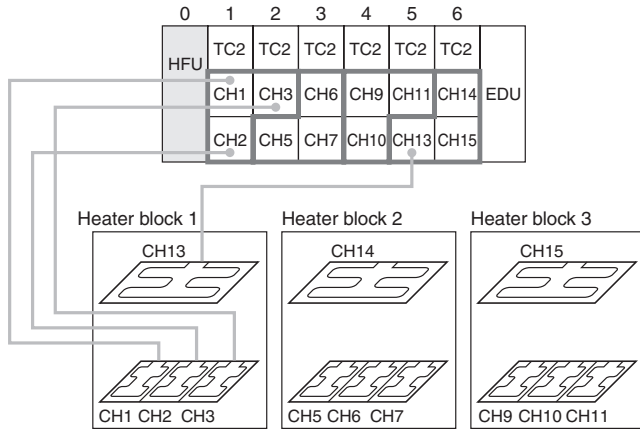 0 1 2 3 4 5 6
HFU TC2 TC2 TC2 TC2 TC2 TC2 EDU
CH1 CH3 CH6 CH9 CH11 CH14
CH2 CH5 CH7 CH10 CH13 CH15
Heater block 1 Heater block 2 Heater block 3
CH13 CH14 CH15
CH1 CH2 CH3 CH5 CH6 CH7 CH9 CH10 CH11